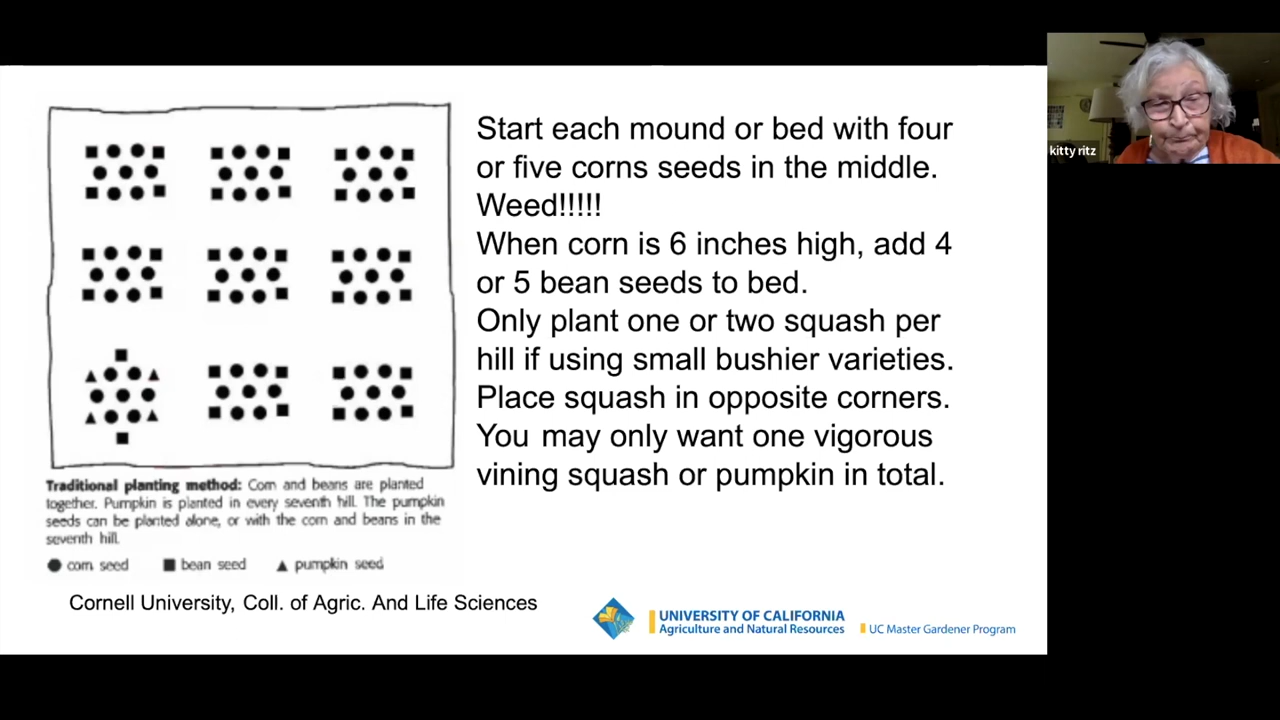 Start each mound or bed with four
or five corns seeds in the middle.
Weed!!!!!
When corn is 6 inches high, add 4
or 5 bean seeds to bed.
Only plant one or two squash per
hill if using small bushier varieties.
Place squash in opposite corners.
You may only want one vigorous
vining squash or pumpkin in total.
Traditional planting method: Corn and beans are planted
together. Pumpkin is planted in every seventh hill. The pumpkin
seeds can be planted alone, or with the corn and beans in the
seventh hill.
corn seed bean seed pumpkin seed
Cornell University, Coll. of Agric. And Life Sciences
UNIVERSITY OF CALIFORNIA
Agriculture and Natural Resources
UC Master Gardener Program
kitty ritz